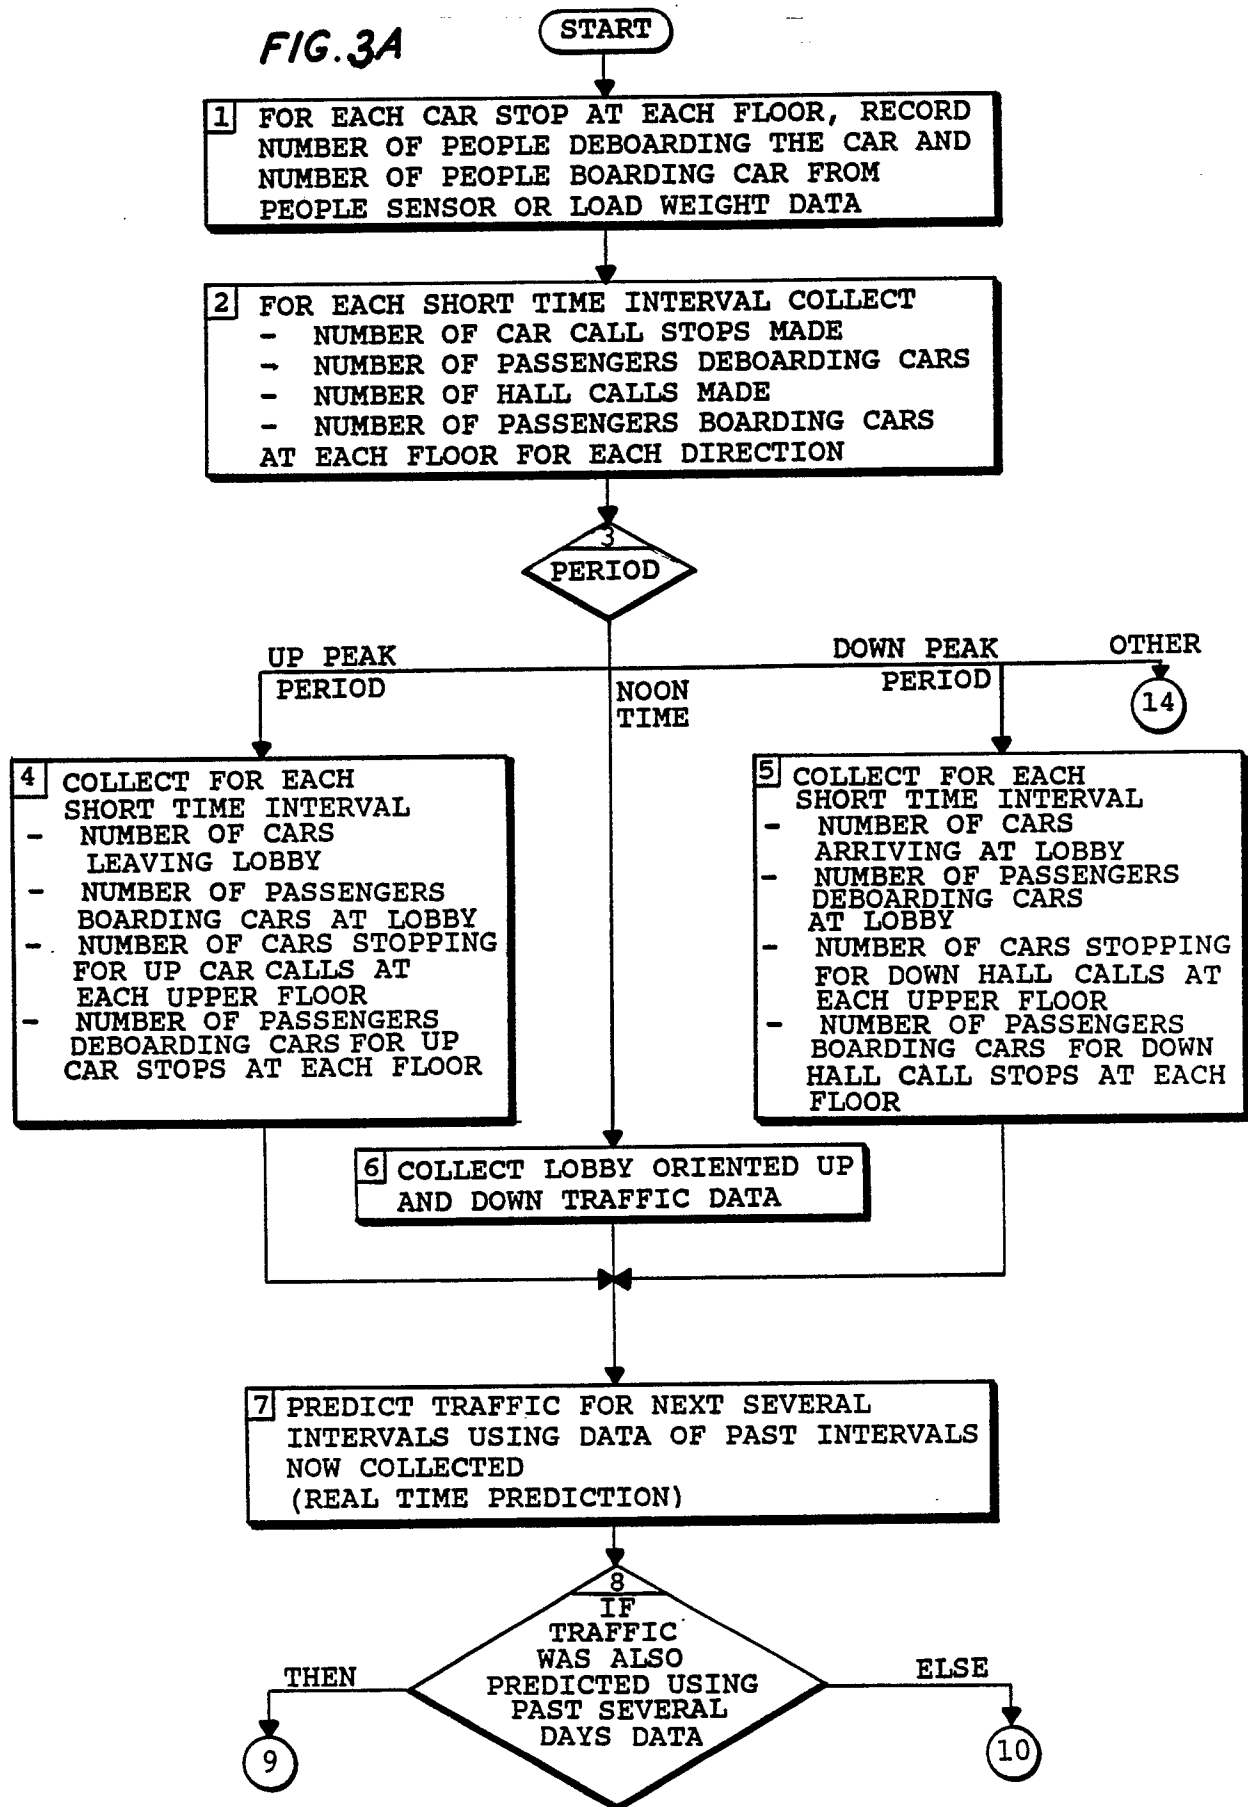 FIG. 3A
START
1 FOR EACH CAR STOP AT EACH FLOOR, RECORD
NUMBER OF PEOPLE DEBOARDING THE CAR AND
NUMBER OF PEOPLE BOARDING CAR FROM
PEOPLE SENSOR OR LOAD WEIGHT DATA
2 FOR EACH SHORT TIME INTERVAL COLLECT
- NUMBER OF CAR CALL STOPS MADE
- NUMBER OF PASSENGERS DEBOARDING CARS
- NUMBER OF HALL CALLS MADE
- NUMBER OF PASSENGERS BOARDING CARS
AT EACH FLOOR FOR EACH DIRECTION
3
PERIOD
UP PEAK
PERIOD
NOON
TIME
DOWN PEAK
PERIOD
OTHER
14
4 COLLECT FOR EACH
SHORT TIME INTERVAL
- NUMBER OF CARS
LEAVING LOBBY
- NUMBER OF PASSENGERS
BOARDING CARS AT LOBBY
- NUMBER OF CARS STOPPING
FOR UP CAR CALLS AT
EACH UPPER FLOOR
- NUMBER OF PASSENGERS
DEBOARDING CARS FOR UP
CAR STOPS AT EACH FLOOR
5 COLLECT FOR EACH
SHORT TIME INTERVAL
- NUMBER OF CARS
ARRIVING AT LOBBY
- NUMBER OF PASSENGERS
DEBOARDING CARS
AT LOBBY
- NUMBER OF CARS STOPPING
FOR DOWN HALL CALLS AT
EACH UPPER FLOOR
- NUMBER OF PASSENGERS
BOARDING CARS FOR DOWN
HALL CALL STOPS AT EACH
FLOOR
6 COLLECT LOBBY ORIENTED UP
AND DOWN TRAFFIC DATA
7 PREDICT TRAFFIC FOR NEXT SEVERAL
INTERVALS USING DATA OF PAST INTERVALS
NOW COLLECTED
(REAL TIME PREDICTION)
8
IF
TRAFFIC
WAS ALSO
PREDICTED USING
PAST SEVERAL
DAYS DATA
THEN
9
ELSE
10